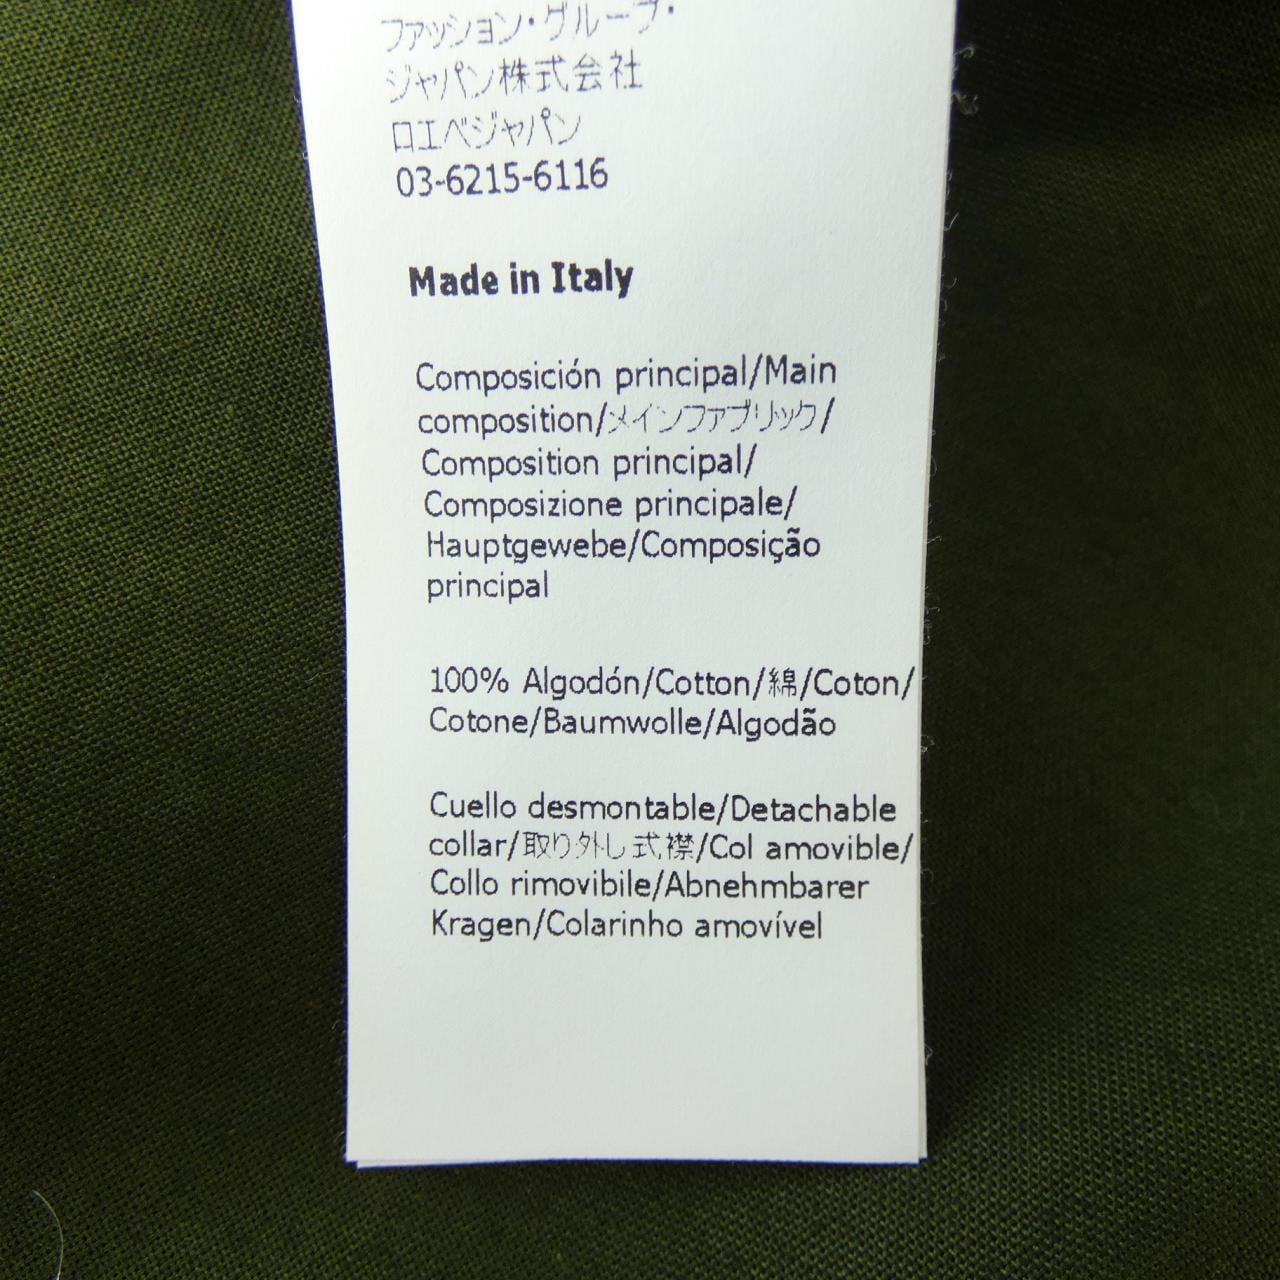 ファッション・グループ・
ジャパン株式会社
ロエベジャパン
03-6215-6116
Made in Italy
Composición principal/Main
composition/メインファブリック/
Composition principal/
Composizione principale/
Hauptgewebe/Composição
principal
100% Algodón/Cotton/綿/Coton/
Cotone/Baumwolle/Algodão
Cuello desmontable/Detachable
collar/取り外し式襟/Col amovible/
Collo rimovibile/Abnehmbarer
Kragen/Colarinho amovível